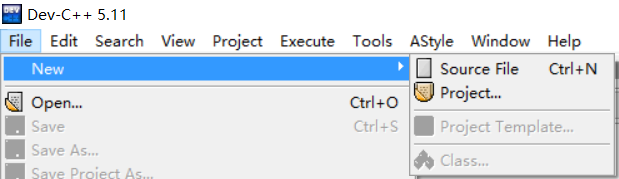 Dev-C++ 5.11
File Edit Search View Project Execute Tools AStyle Window Help
New
Source File Ctrl+N
Project...
Open... Ctrl+O
Save Ctrl+S
Project Template...
Save As...
Class...
Save Project As...